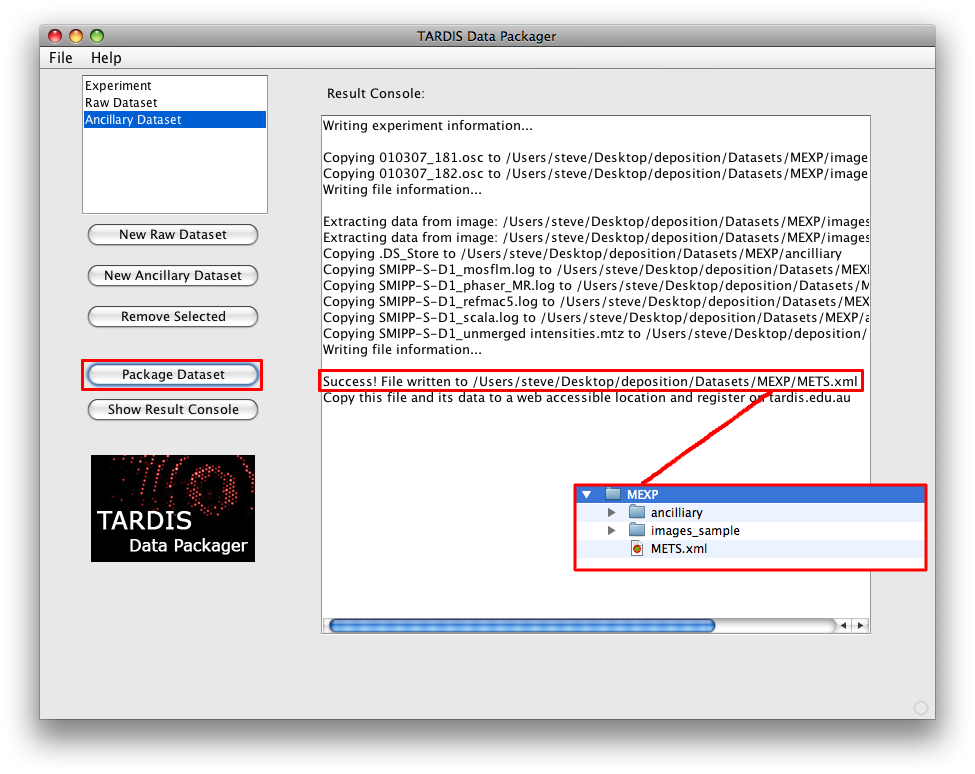 TARDIS Data Packager
File Help
Experiment
Raw Dataset
Ancillary Dataset
New Raw Dataset
New Ancillary Dataset
Remove Selected
Package Dataset
Show Result Console
TARDIS
Data Packager
Result Console:
Writing experiment information...
Copying 010307_181.osc to /Users/steve/Desktop/deposition/Datasets/MEXP/image
Copying 010307_182.osc to /Users/steve/Desktop/deposition/Datasets/MEXP/image
Writing file information...
Extracting data from image: /Users/steve/Desktop/deposition/Datasets/MEXP/images
Extracting data from image: /Users/steve/Desktop/deposition/Datasets/MEXP/images
Copying .DS_Store to /Users/steve/Desktop/deposition/Datasets/MEXP/ancilliary
Copying SMIPP-S-D1_mosflm.log to /Users/steve/Desktop/deposition/Datasets/MEXI
Copying SMIPP-S-D1_phaser_MR.log to /Users/steve/Desktop/deposition/Datasets/M
Copying SMIPP-S-D1_refmac5.log to /Users/steve/Desktop/deposition/Datasets/MEX
Copying SMIPP-S-D1_scala.log to /Users/steve/Desktop/deposition/Datasets/MEXP/a
Copying SMIPP-S-D1_unmerged intensities.mtz to /Users/steve/Desktop/deposition/
Writing file information...
Success! File written to /Users/steve/Desktop/deposition/Datasets/MEXP/METS.xml
Copy this file and its data to a web accessible location and register on tardis.edu.au
MEXP
ancilliary
images_sample
METS.xml